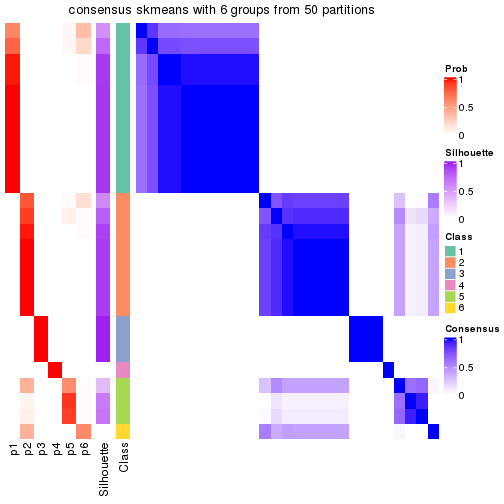 consensus skmeans with 6 groups from 50 partitions
Prob
1
0.5
0
Silhouette
1
0.5
0
Class
1
2
3
4
5
6
Consensus
1
0.5
0
p1
p2
p3
p4
p5
p6
Silhouette
Class